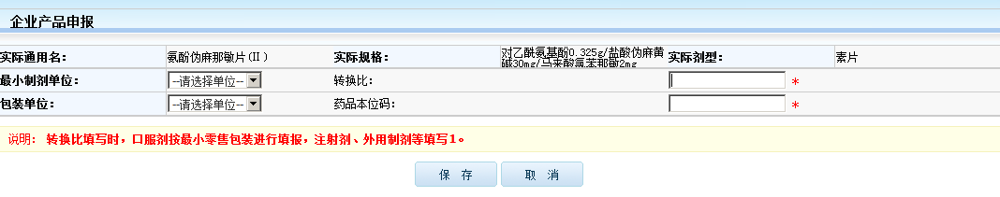 企业产品申报
实际通用名: 氨酚伪麻那敏片(II) 实际规格: 对乙酰氨基酚0.325g/盐酸伪麻黄碱30mg/马来酸氯苯那敏2mg 实际剂型: 素片
最小制剂单位: --请选择单位-- 转换比: *
包装单位: --请选择单位-- 药品本位码: *
说明: 转换比填写时，口服剂按最小零售包装进行填报，注射剂、外用制剂等填写1。
保 存 取 消